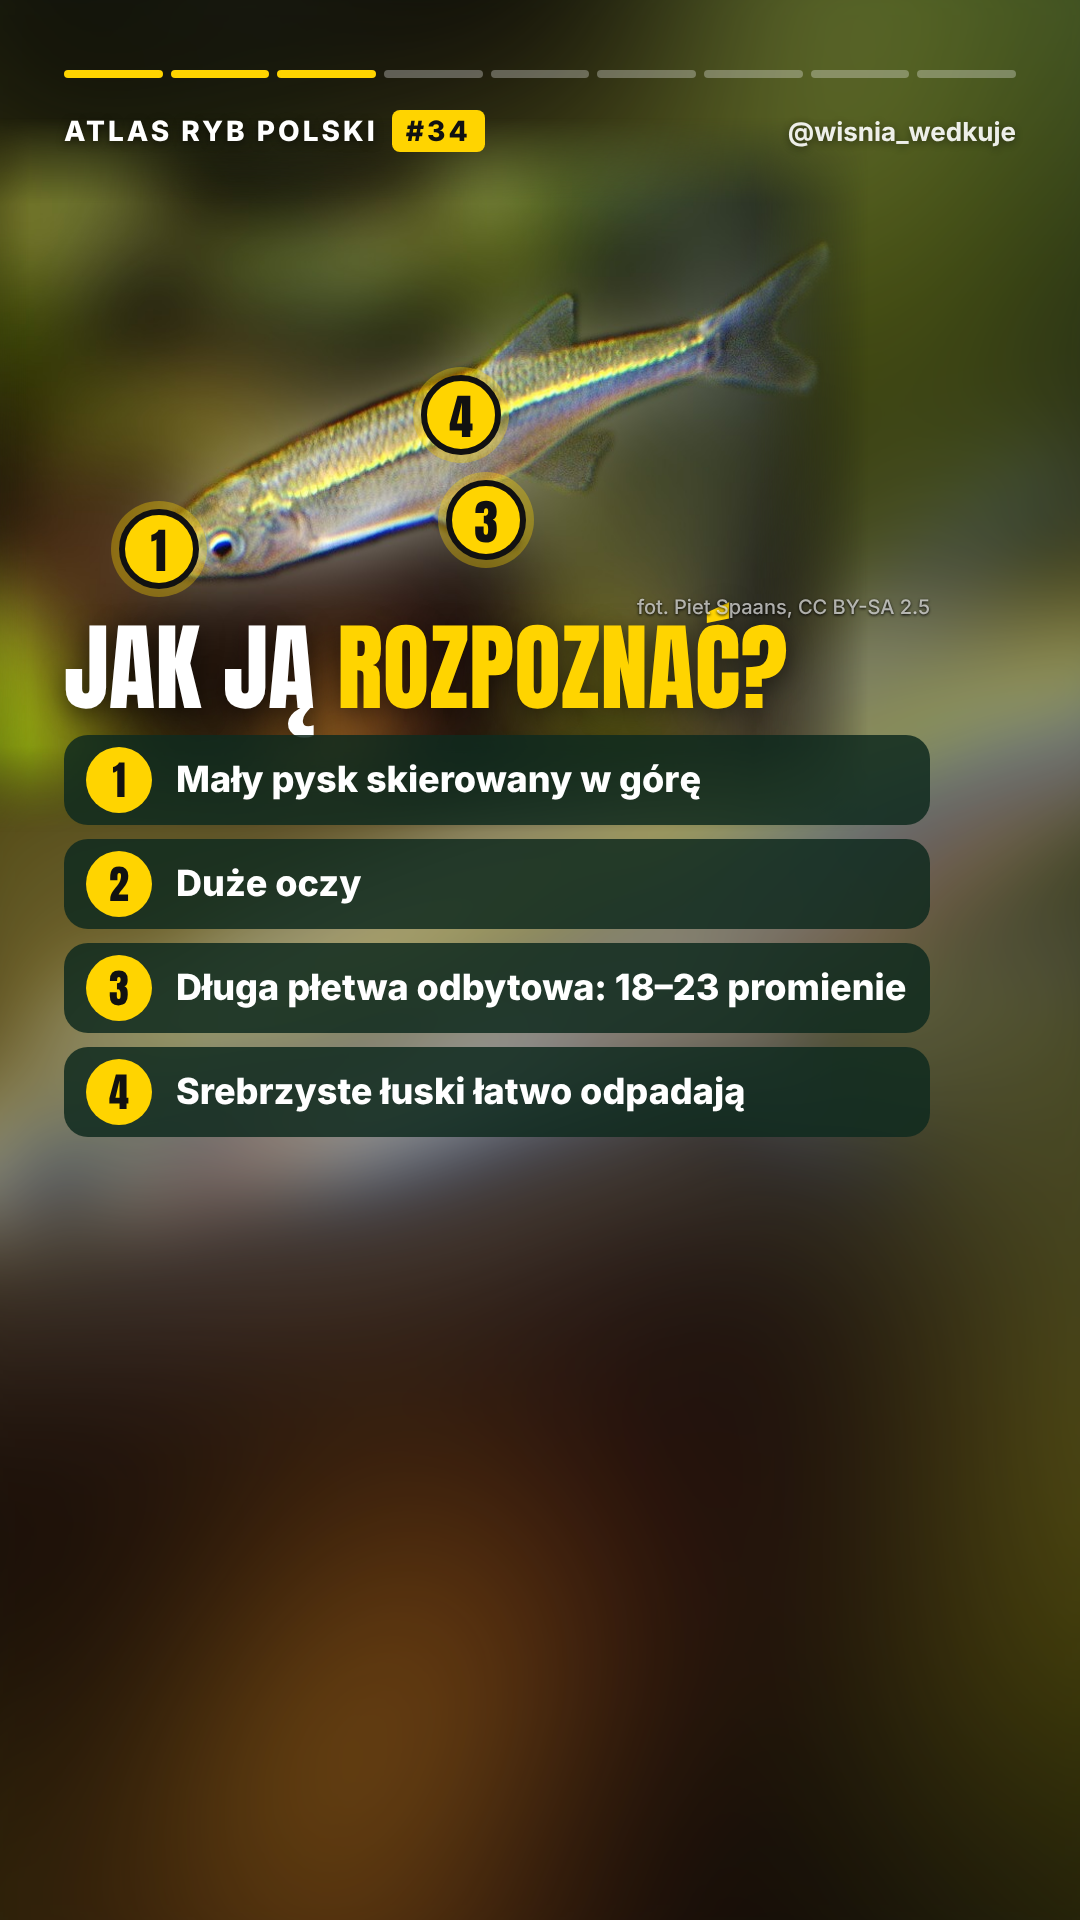 ATLAS RYB POLSKI #34
@wisnia_wedkuje
4
3
1
fot. Piet Spaans, CC BY-SA 2.5
JAK JĄ ROZPOZNAĆ?
1 Mały pysk skierowany w górę
2 Duże oczy
3 Długa płetwa odbytowa: 18–23 promienie
4 Srebrzyste łuski łatwo odpadają